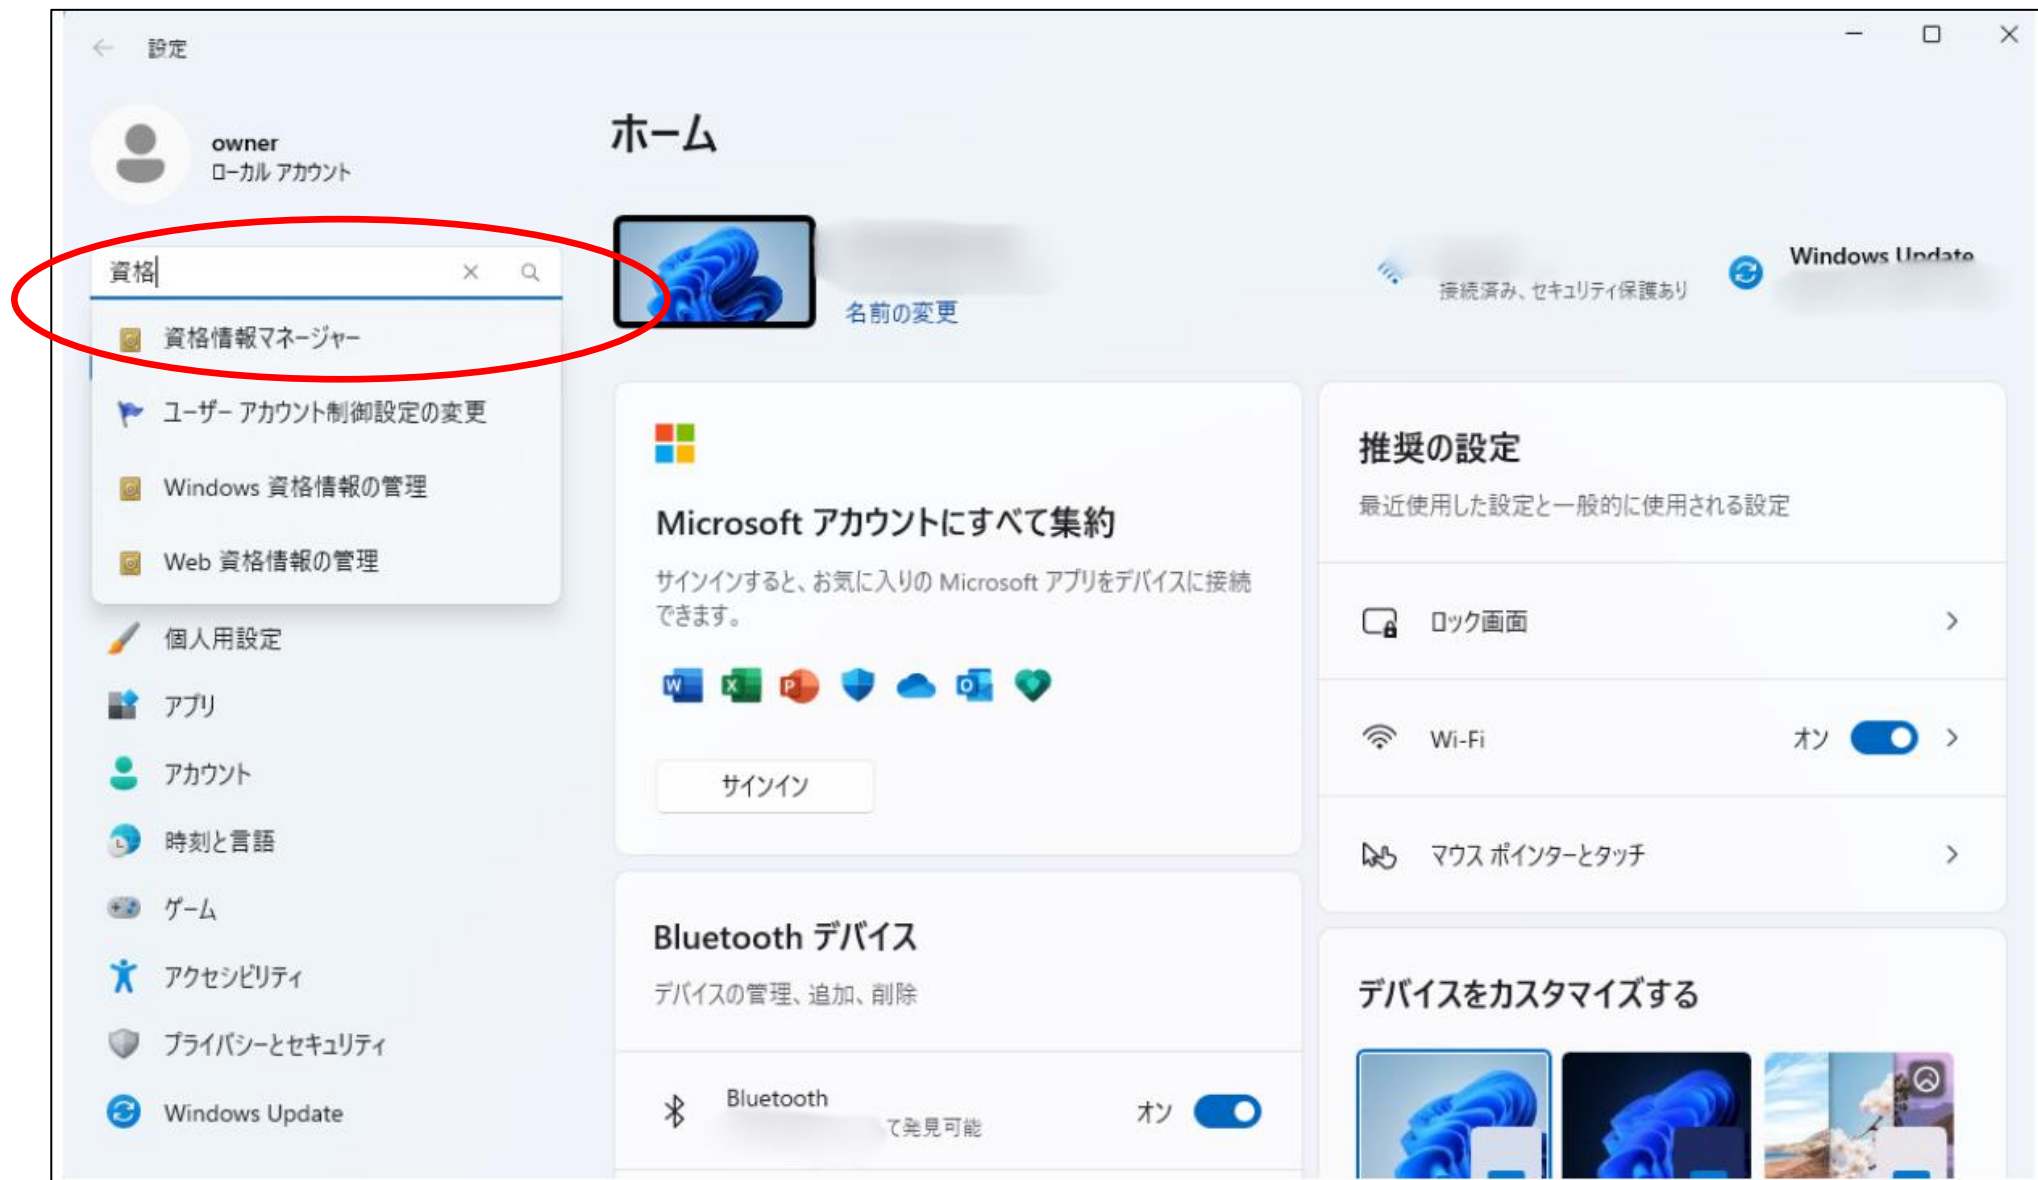 設定
owner
ローカル アカウント
資格
資格情報マネージャー
ユーザー アカウント制御設定の変更
Windows 資格情報の管理
Web 資格情報の管理
個人用設定
アプリ
アカウント
時刻と言語
ゲーム
アクセシビリティ
プライバシーとセキュリティ
Windows Update
ホーム
名前の変更
接続済み、セキュリティ保護あり
Windows Update
Microsoft アカウントにすべて集約
サインインすると、お気に入りの Microsoft アプリをデバイスに接続
できます。
サインイン
Bluetooth デバイス
デバイスの管理、追加、削除
Bluetooth
て発見可能
オン
推奨の設定
最近使用した設定と一般的に使用される設定
ロック画面
Wi-Fi
オン
マウス ポインターとタッチ
デバイスをカスタマイズする